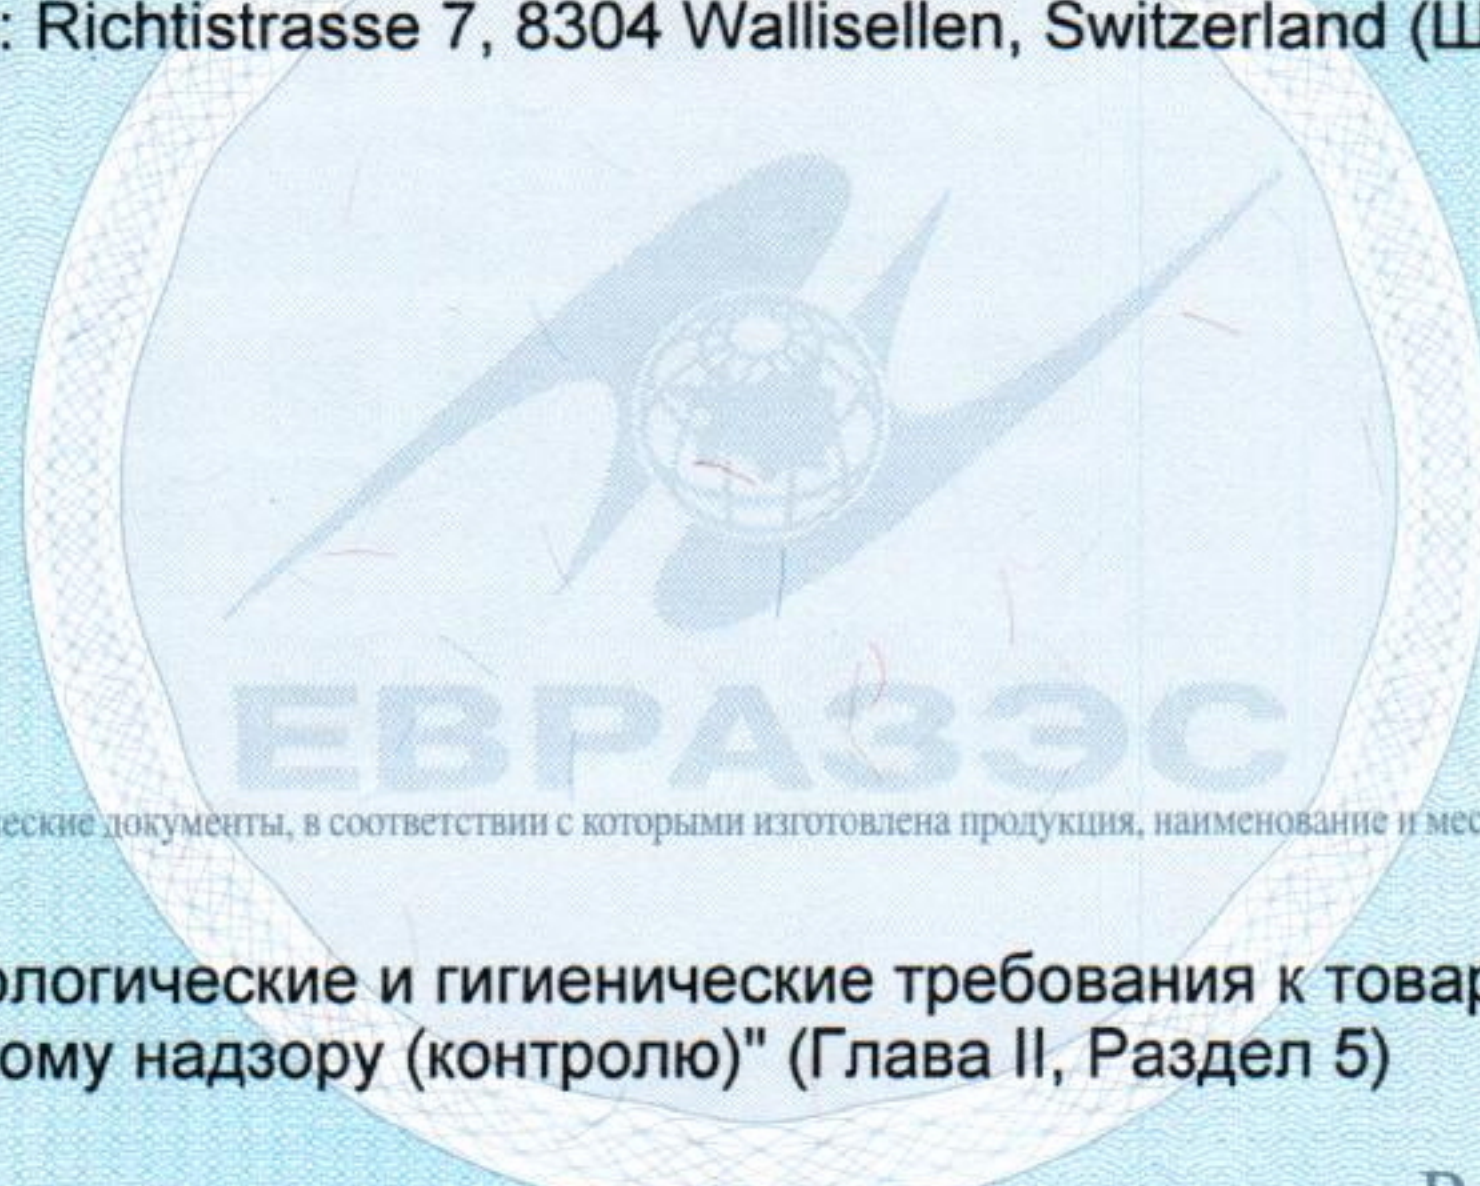 : Richtistrasse 7, 8304 Wallisellen, Switzerland (Ш
ЕВРАЗЭС
еские документы, в соответствии с которыми изготовлена продукция, наименование и мес
ологические и гигиенические требования к товар
ому надзору (контролю)" (Глава II, Раздел 5)